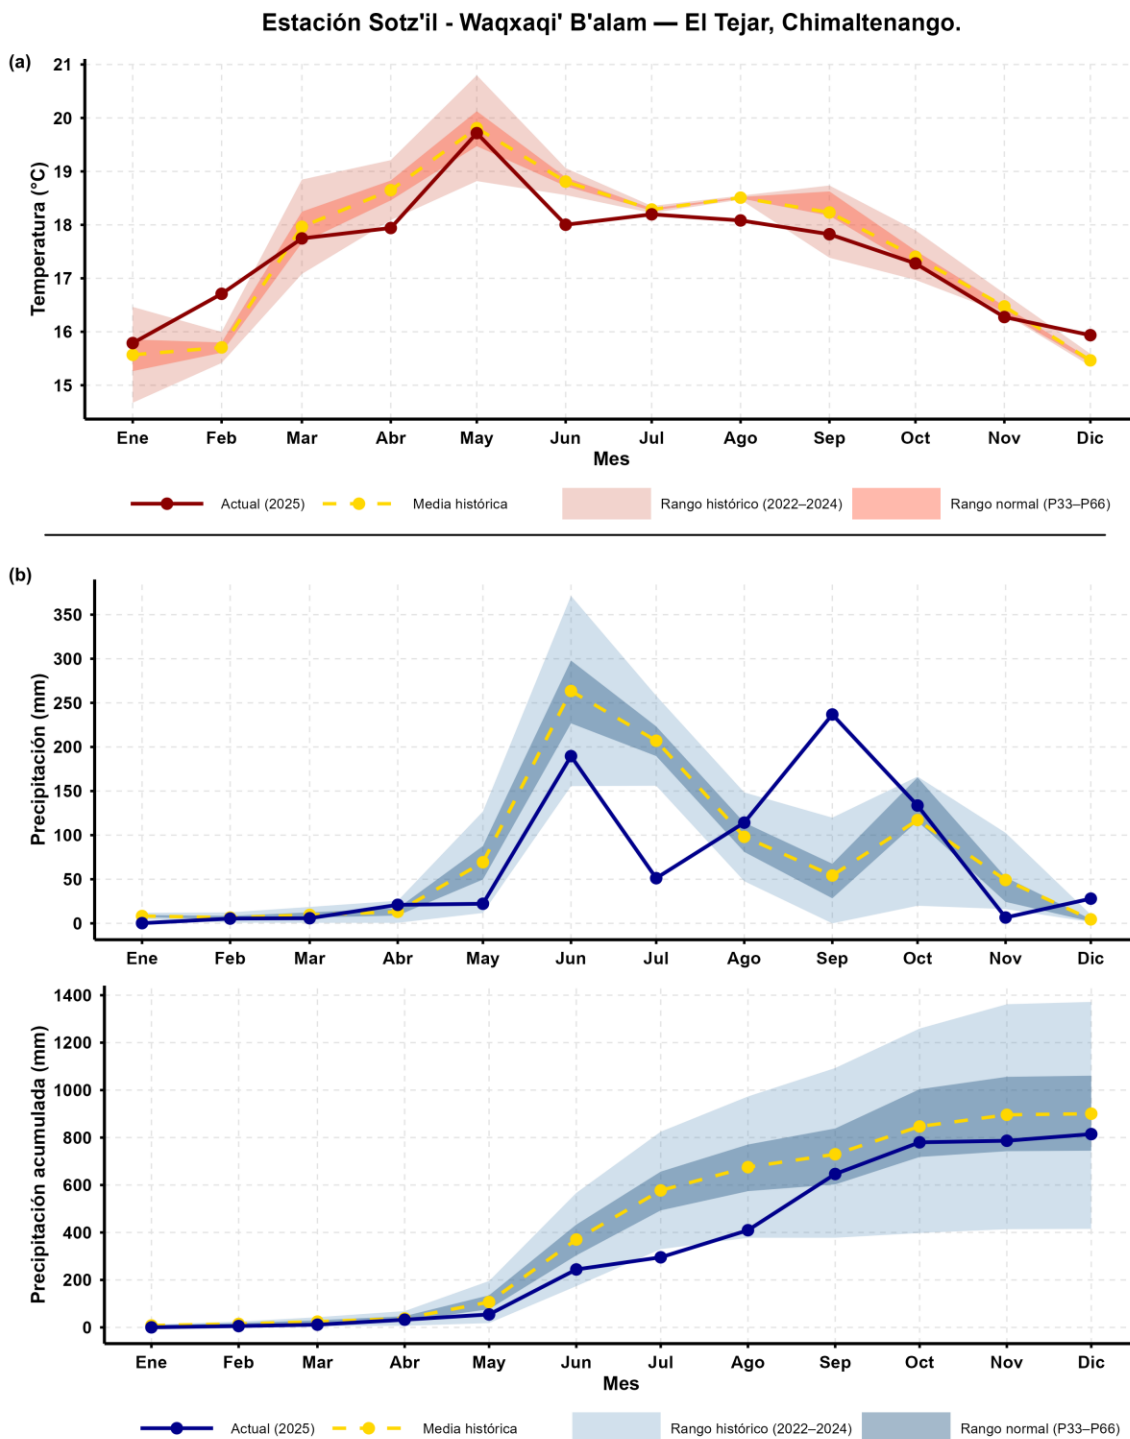 Estación Sotz'il - Waqxaqi' B'alam — El Tejar, Chimaltenango.
(a)
Temperatura (°C)
21
20
19
18
17
16
15
Ene Feb Mar Abr May Jun Jul Ago Sep Oct Nov Dic
Mes
Actual (2025) Media histórica Rango histórico (2022–2024) Rango normal (P33–P66)
(b)
Precipitación (mm)
350
300
250
200
150
100
50
0
Ene Feb Mar Abr May Jun Jul Ago Sep Oct Nov Dic
Precipitación acumulada (mm)
1400
1200
1000
800
600
400
200
0
Ene Feb Mar Abr May Jun Jul Ago Sep Oct Nov Dic
Mes
Actual (2025) Media histórica Rango histórico (2022–2024) Rango normal (P33–P66)